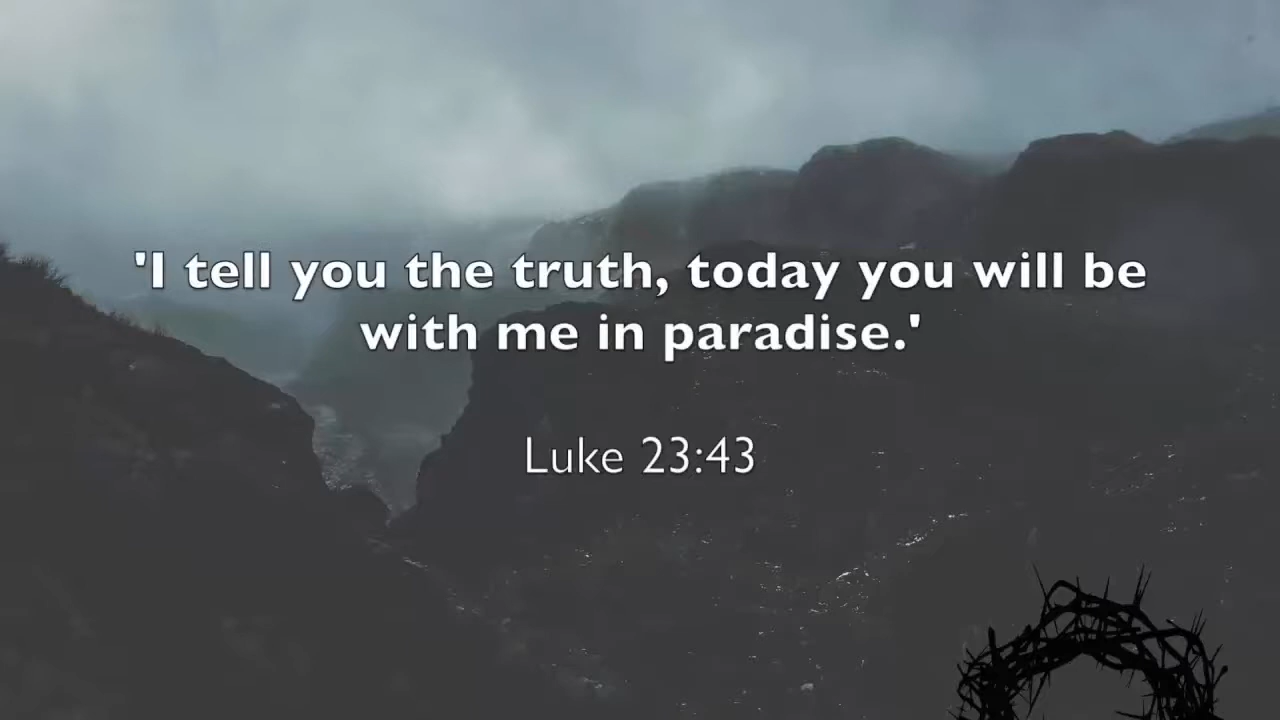 'I tell you the truth, today you will be
with me in paradise.'
Luke 23:43